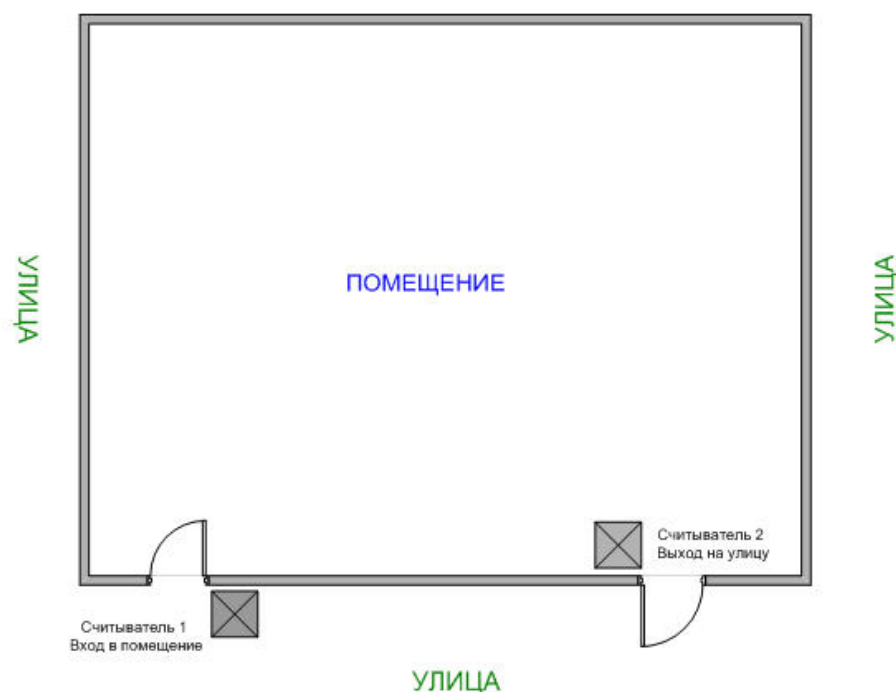 УЛИЦА
ПОМЕЩЕНИЕ
УЛИЦА
Считыватель 2
Выход на улицу
Считыватель 1
Вход в помещение
УЛИЦА